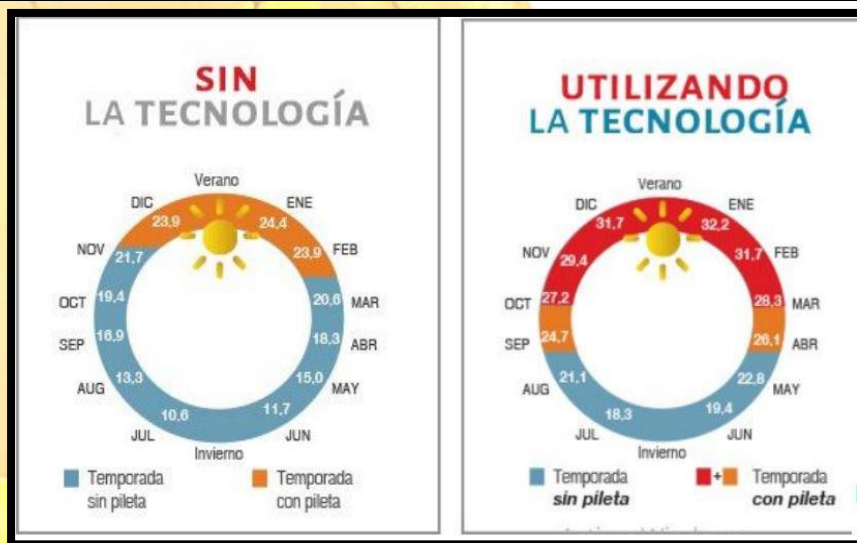 SIN
LA TECNOLOGÍA
Verano
DIC
ENE
23,9
24,4
NOV
FEB
21,7
23,9
OCT
19,4
20,6
MAR
SEP
16,9
18,3
ABR
AUG
13,3
15,0
MAY
10,6
11,7
JUL
JUN
Invierno
Temporada
sin pileta
Temporada
con pileta
UTILIZANDO
LA TECNOLOGÍA
Verano
DIC
ENE
31,7
32,2
NOV
29,4
31,7
FEB
OCT
27,2
28,3
MAR
SEP
24,7
26,1
ABR
AUG
21,1
22,8
MAY
18,3
19,4
JUL
JUN
Invierno
Temporada
sin pileta
+
Temporada
con pileta